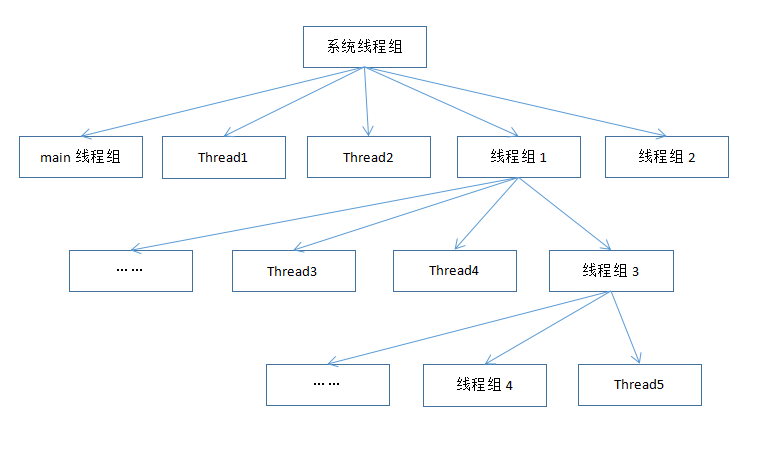 系统线程组
main 线程组
Thread1
Thread2
线程组 1
线程组 2
……
Thread3
Thread4
线程组 3
……
线程组 4
Thread5